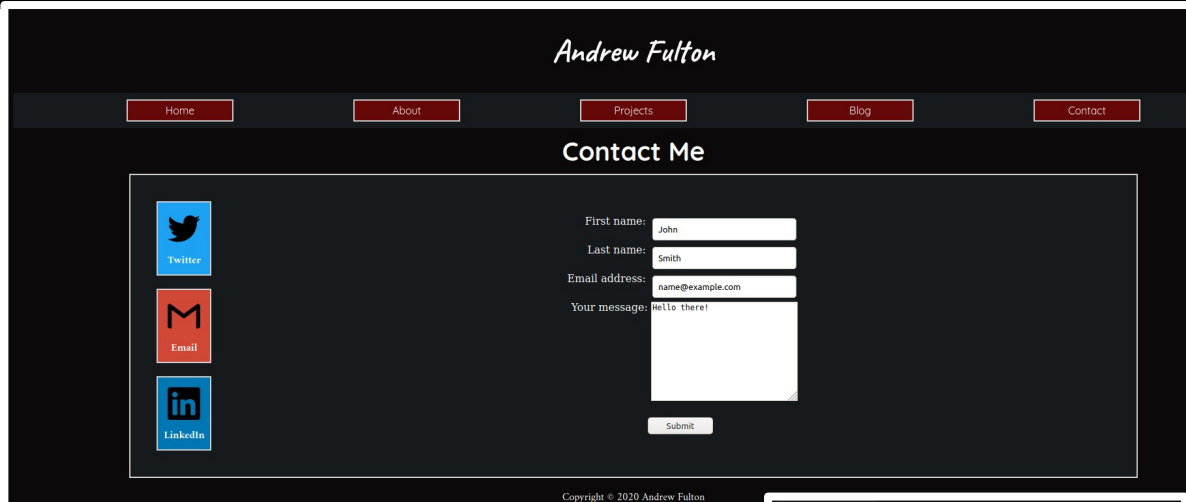 Andrew Fulton
Home About Projects Blog Contact
Contact Me
Twitter
Email
in
LinkedIn
First name: John
Last name: Smith
Email address: name@example.com
Your message: Hello there!
Submit
Copyright © 2020 Andrew Fulton